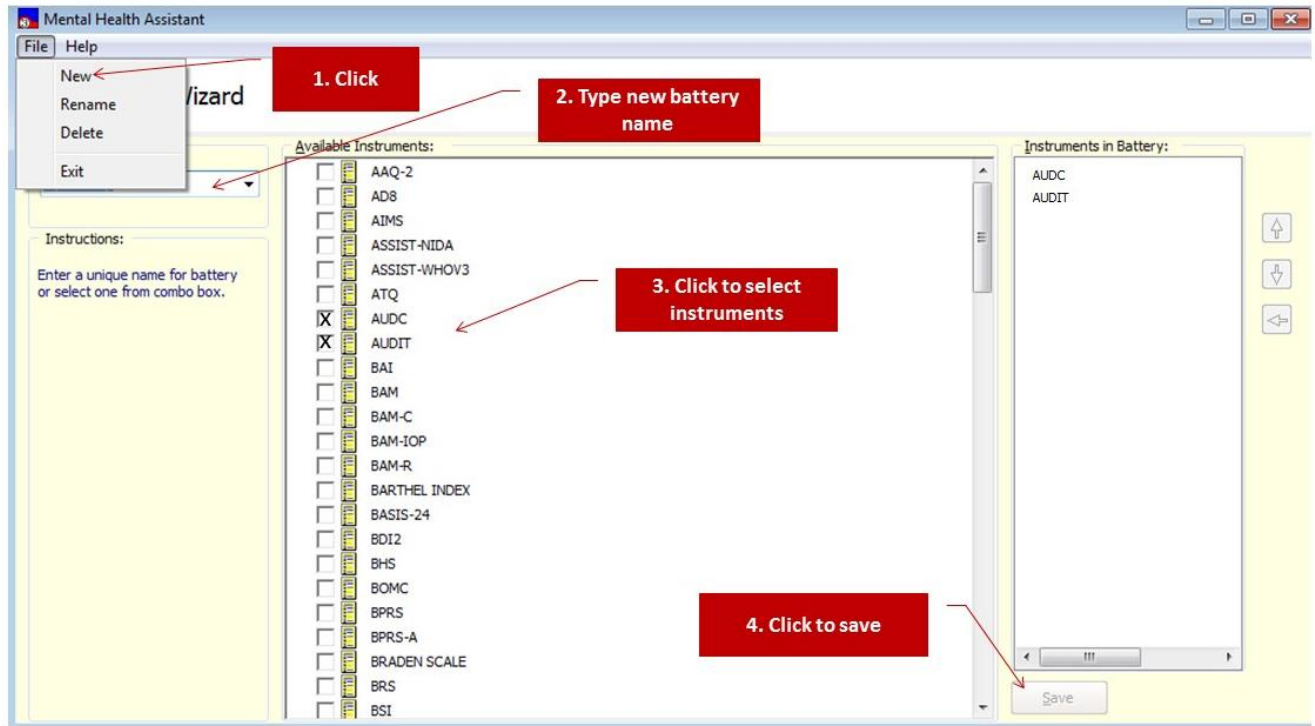 Mental Health Assistant
File Help
New
Rename
Delete
Exit
1. Click
2. Type new battery
name
Instructions:
Enter a unique name for battery
or select one from combo box.
Available Instruments:
AAQ-2
AD8
AIMS
ASSIST-NIDA
ASSIST-WHOV3
ATQ
X AUDC
X AUDIT
BAI
BAM
BAM-C
BAM-IOP
BAM-R
BARTHEL INDEX
BASIS-24
BDI2
BHS
BOMC
BPRS
BPRS-A
BRADEN SCALE
BRS
BSI
3. Click to select
instruments
Instruments in Battery:
AUDC
AUDIT
4. Click to save
Save